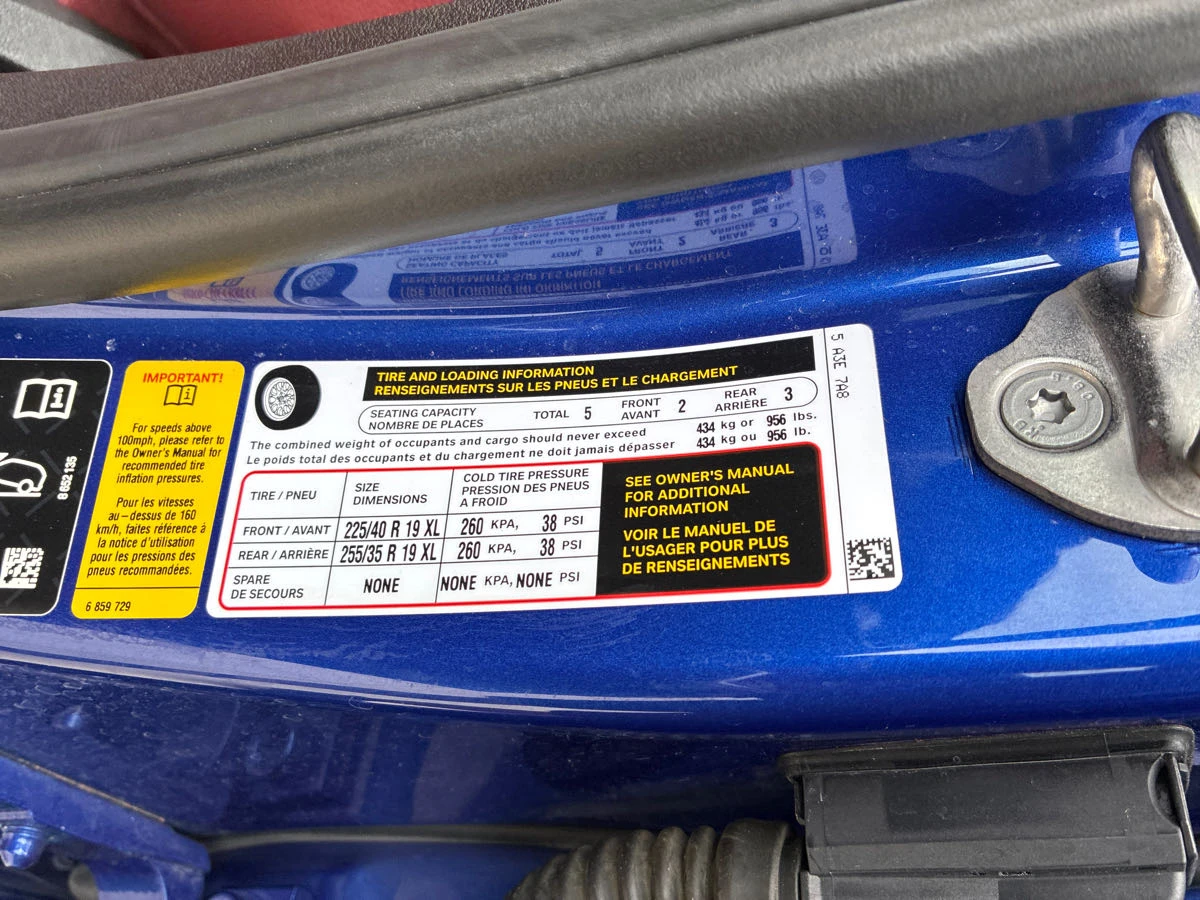 8 652 135
IMPORTANT!
For speeds above
100mph, please refer to
the Owner's Manual for
recommended tire
inflation pressures.
Pour les vitesses
au-dessus de 160
km/h, faites référence à
la notice d'utilisation
pour les pressions des
pneus recommandées.
6 859 729
TIRE AND LOADING INFORMATION
RENSEIGNEMENTS SUR LES PNEUS ET LE CHARGEMENT
SEATING CAPACITY TOTAL 5 FRONT 2 REAR 3
NOMBRE DE PLACES AVANT ARRIÈRE
The combined weight of occupants and cargo should never exceed 434 kg or 956 lbs.
Le poids total des occupants et du chargement ne doit jamais dépasser 434 kg ou 956 lb.
TIRE / PNEU SIZE COLD TIRE PRESSURE
DIMENSIONS PRESSION DES PNEUS
A FROID
FRONT / AVANT 225/40 R 19 XL 260 KPA, 38 PSI
REAR / ARRIÈRE 255/35 R 19 XL 260 KPA, 38 PSI
SPARE NONE NONE KPA, NONE PSI
DE SECOURS
SEE OWNER'S MANUAL
FOR ADDITIONAL
INFORMATION
VOIR LE MANUEL DE
L'USAGER POUR PLUS
DE RENSEIGNEMENTS
5 A3E 7A8